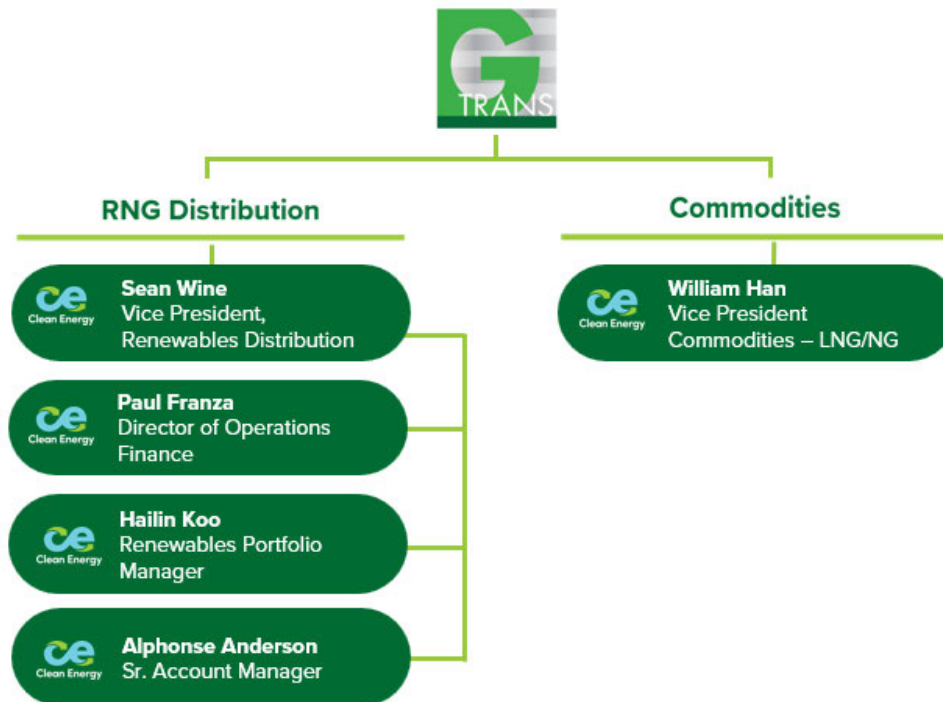 G
TRANS
RNG Distribution
Commodities
ce
Clean Energy
Sean Wine
Vice President,
Renewables Distribution
ce
Clean Energy
William Han
Vice President
Commodities – LNG/NG
ce
Clean Energy
Paul Franza
Director of Operations
Finance
ce
Clean Energy
Hailin Koo
Renewables Portfolio
Manager
ce
Clean Energy
Alphonse Anderson
Sr. Account Manager